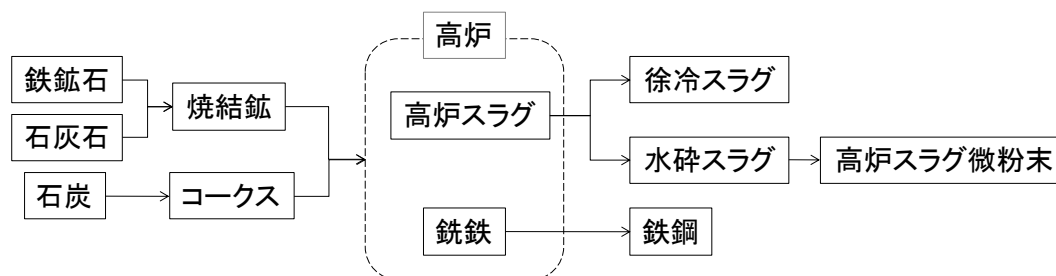 高炉
鉄鉱石
石灰石
焼結鉱
石炭
コークス
高炉スラグ
銑鉄
徐冷スラグ
水砕スラグ
高炉スラグ微粉末
鉄鋼